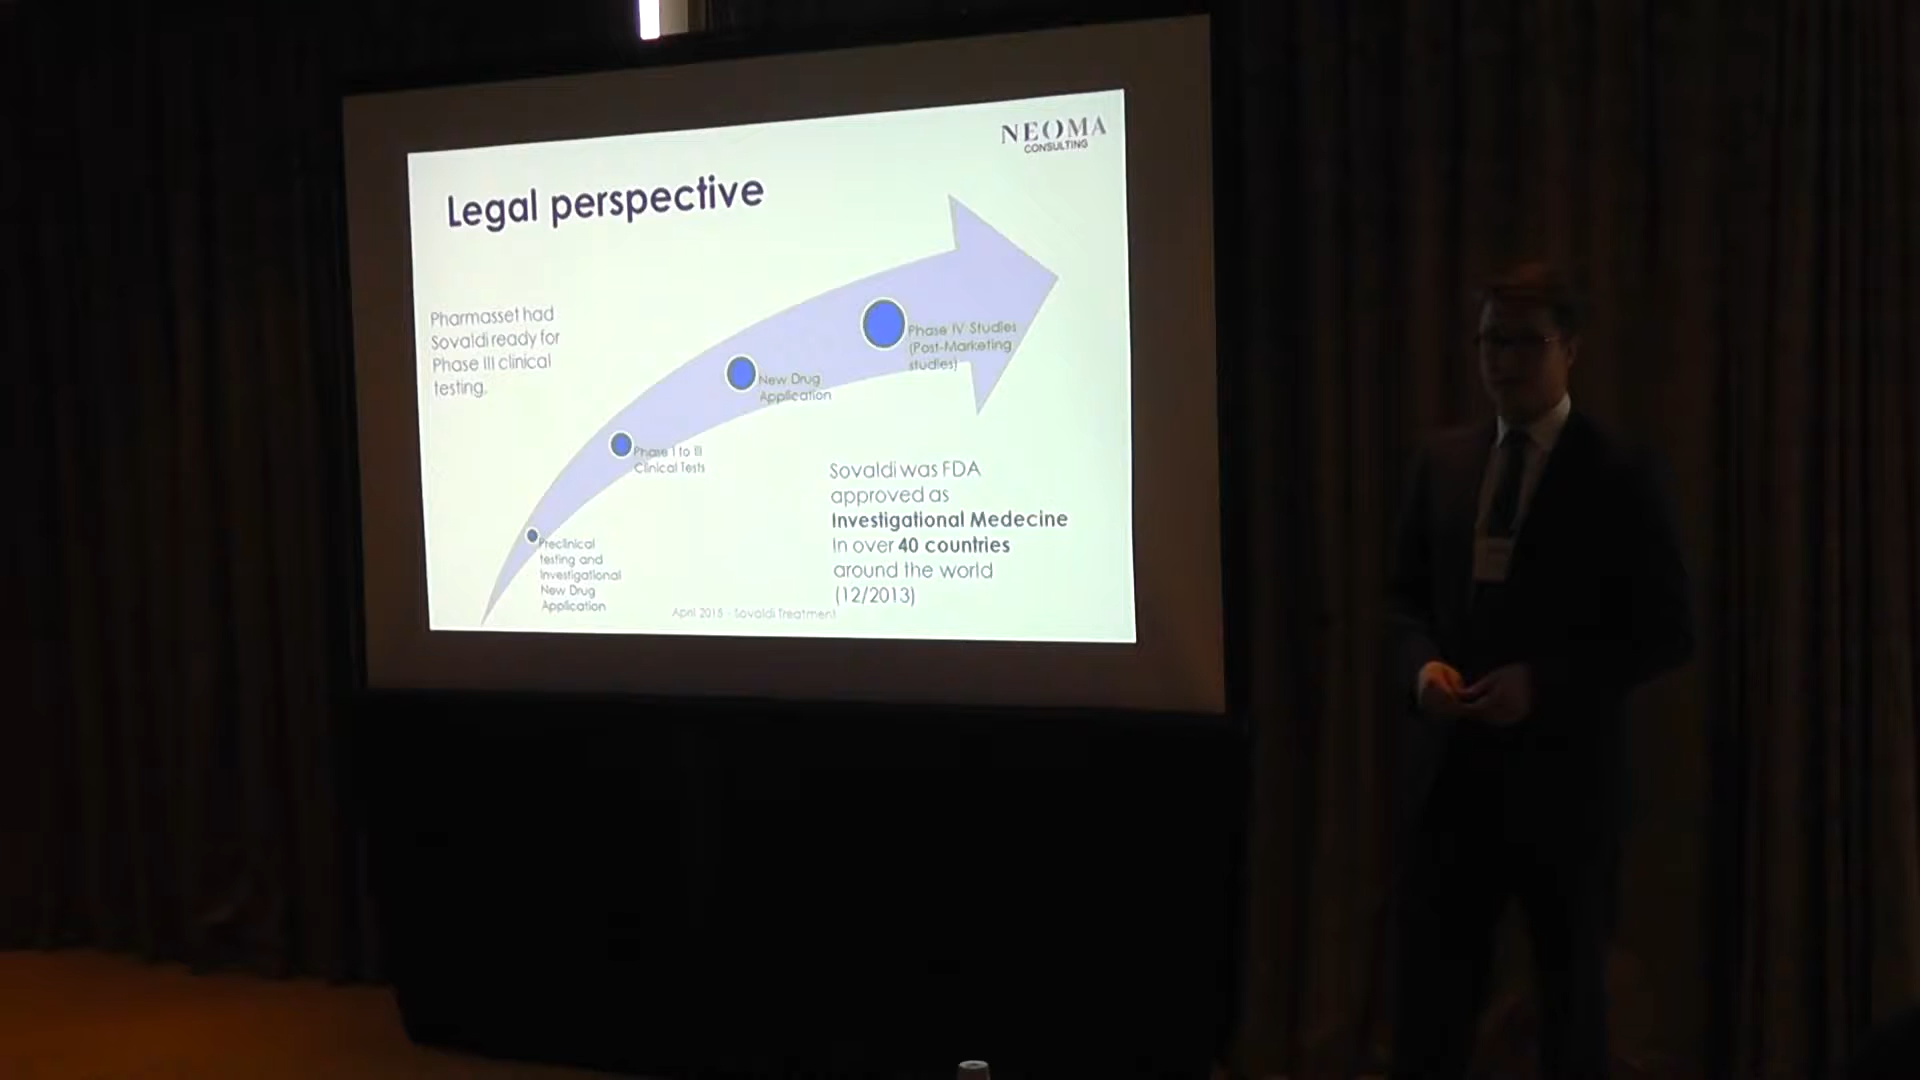 NEOMA
CONSULTING
Legal perspective
Pharmasset had
Sovaldi ready for
Phase III clinical
testing.
Phase IV Studies
(Post-Marketing
studies)
New Drug
Application
Phase I to III
Clinical Tests
Preclinical
testing and
Investigational
New Drug
Application
Sovaldi was FDA
approved as
Investigational Medecine
In over 40 countries
around the world
(12/2013)
April 2015 - Sovaldi Treatment